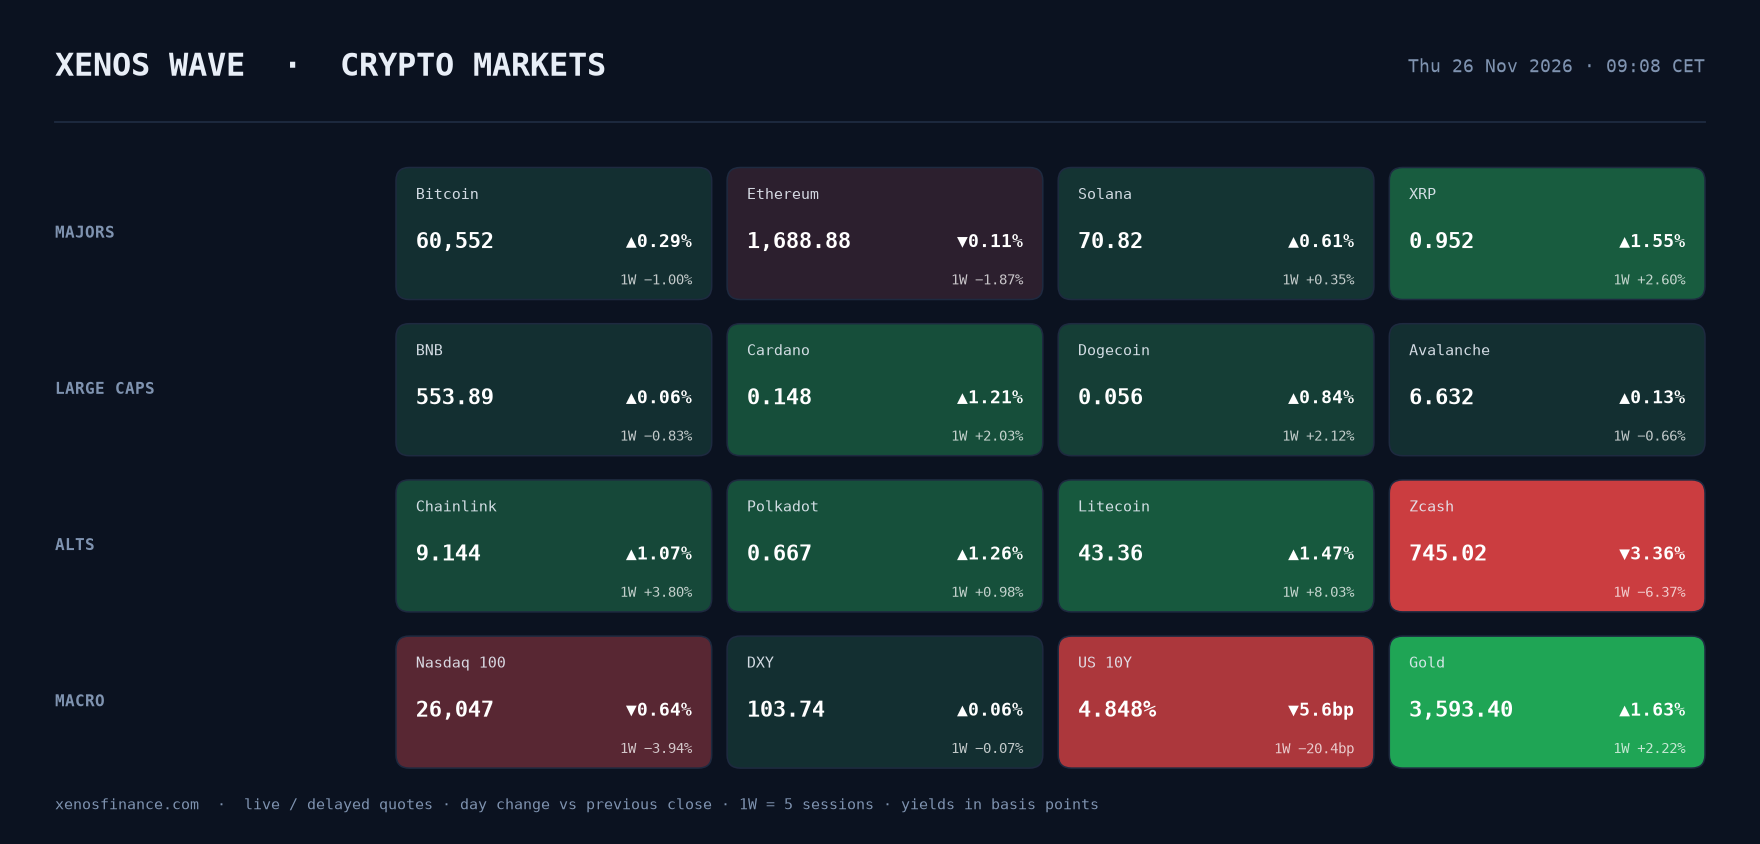 XENOS WAVE · CRYPTO MARKETS
Thu 26 Nov 2026 · 09:08 CET
MAJORS
Bitcoin
60,552 ▲0.29%
1W −1.00%
Ethereum
1,688.88 ▼0.11%
1W −1.87%
Solana
70.82 ▲0.61%
1W +0.35%
XRP
0.952 ▲1.55%
1W +2.60%
LARGE CAPS
BNB
553.89 ▲0.06%
1W −0.83%
Cardano
0.148 ▲1.21%
1W +2.03%
Dogecoin
0.056 ▲0.84%
1W +2.12%
Avalanche
6.632 ▲0.13%
1W −0.66%
ALTS
Chainlink
9.144 ▲1.07%
1W +3.80%
Polkadot
0.667 ▲1.26%
1W +0.98%
Litecoin
43.36 ▲1.47%
1W +8.03%
Zcash
745.02 ▼3.36%
1W −6.37%
MACRO
Nasdaq 100
26,047 ▼0.64%
1W −3.94%
DXY
103.74 ▲0.06%
1W −0.07%
US 10Y
4.848% ▼5.6bp
1W −20.4bp
Gold
3,593.40 ▲1.63%
1W +2.22%
xenosfinance.com · live / delayed quotes · day change vs previous close · 1W = 5 sessions · yields in basis points